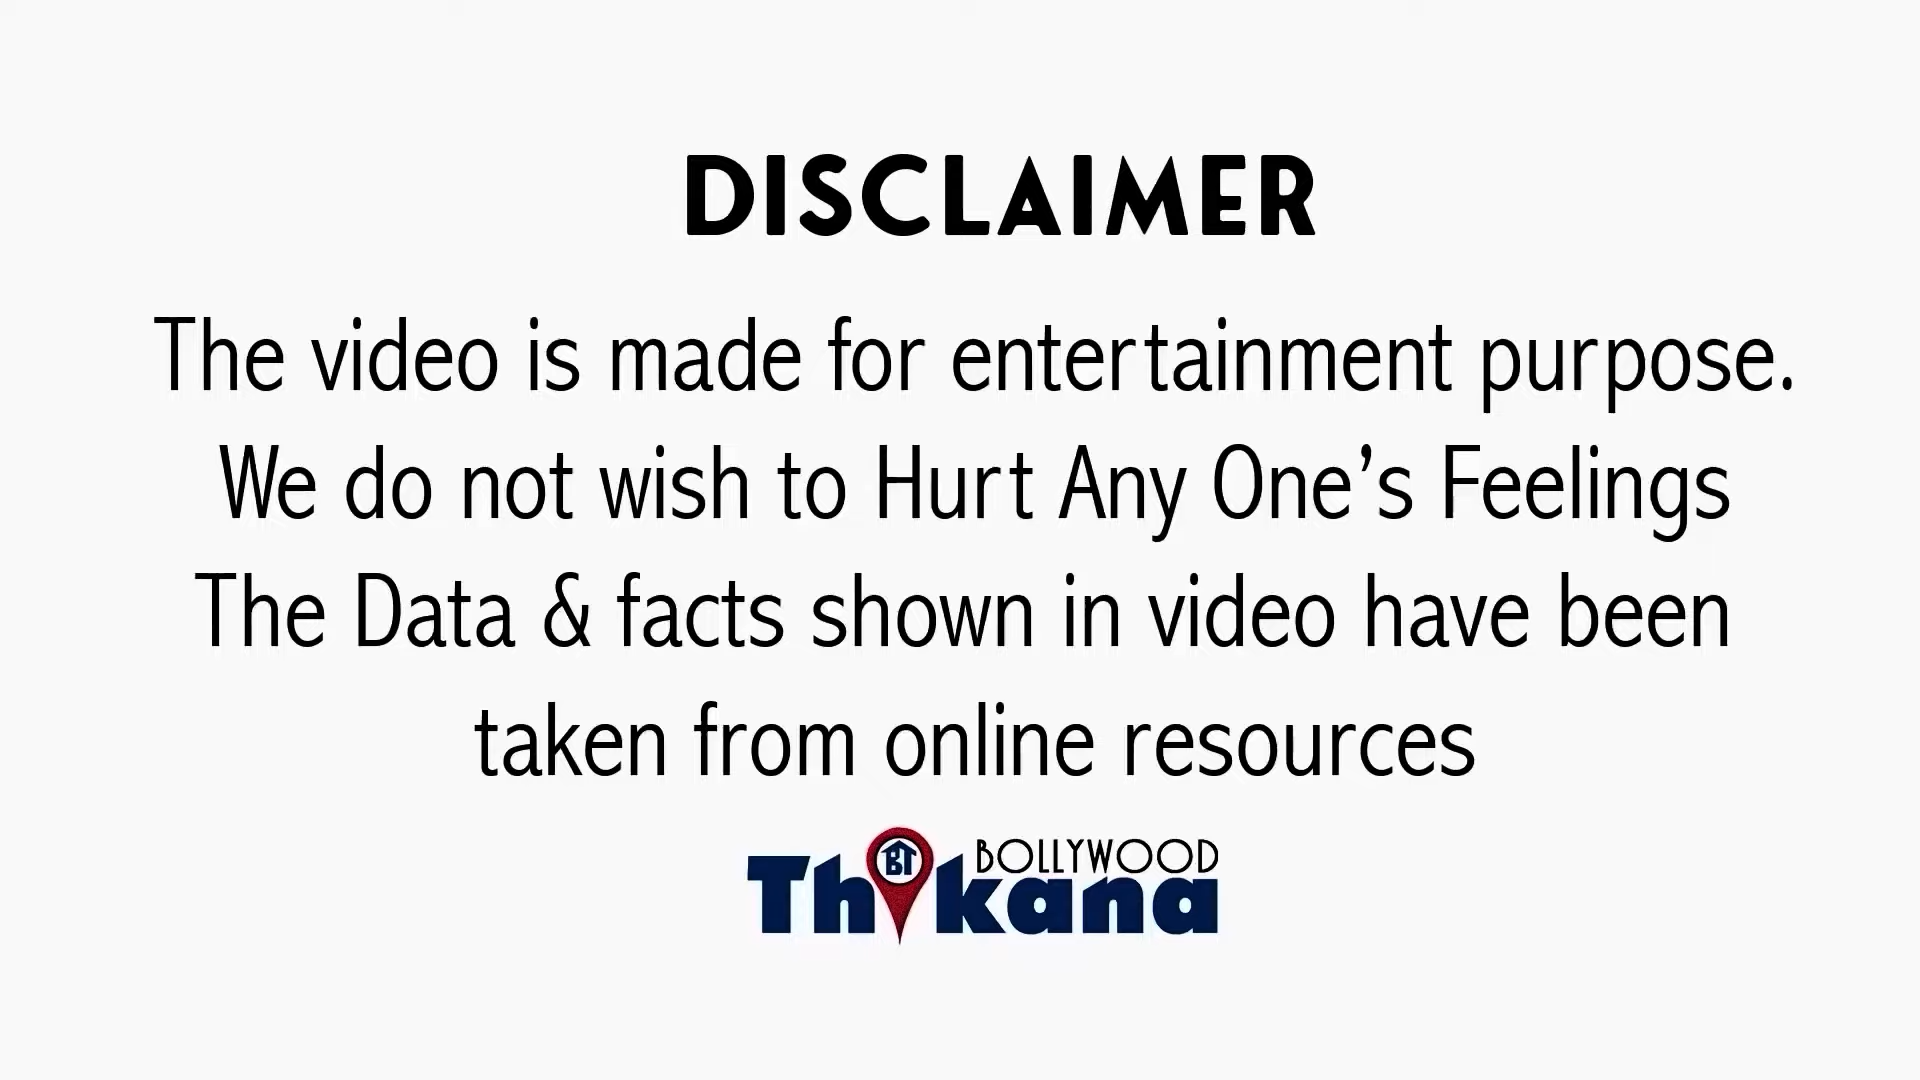 DISCLAIMER
The video is made for entertainment purpose.
We do not wish to Hurt Any One's Feelings
The Data & facts shown in video have been
taken from online resources
BOLLYWOOD
BT
Thikana